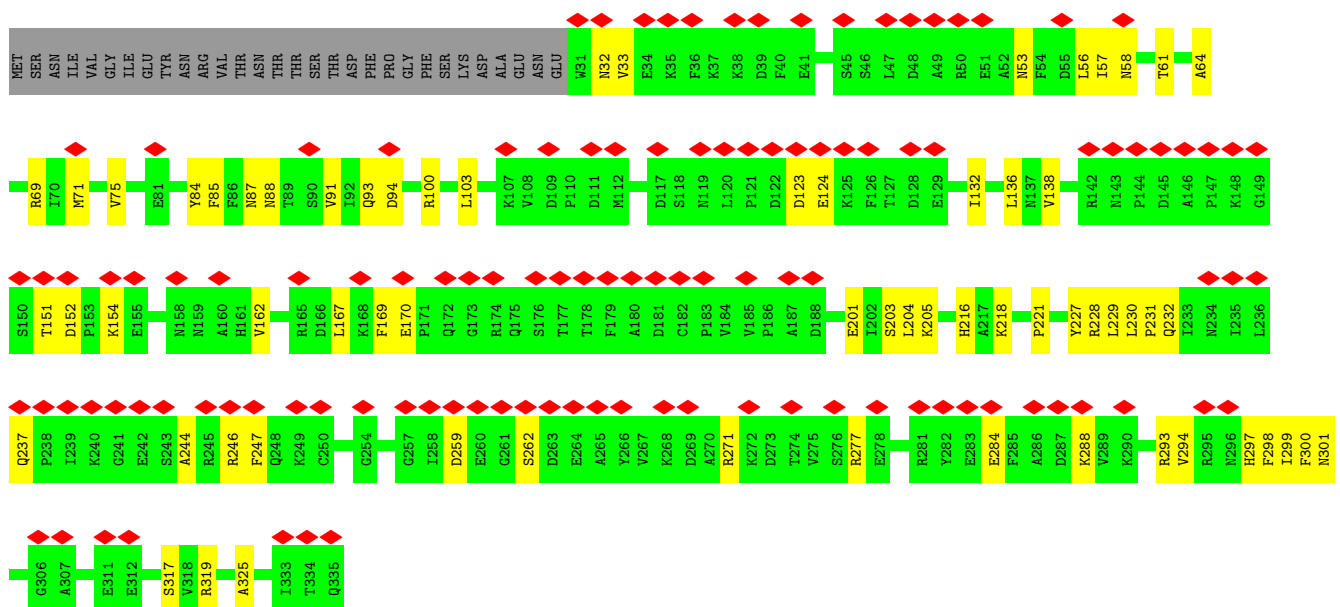 MET SER ASN ILE VAL GLY ILE GLU TYR ASN ARG VAL THR ASN THR THR SER THR ASP PHE PRO GLY PHE SER LYS ASP ALA GLU ASN GLU W31 N32 V33 E34 K35 F36 K37 K38 D39 F40 E41 S45 S46 L47 D48 A49 R50 E51 A52 N53 F54 D55 L56 I57 N58 T61 A64
R69 I70 M71 V75 E81 Y84 F85 F86 N87 N88 T89 S90 V91 I92 Q93 D94 R100 L103 K107 V108 D109 P110 D111 M112 D117 S118 N119 L120 P121 D122 D123 E124 K125 F126 T127 D128 E129 I132 L136 N137 V138 R142 N143 P144 D145 A146 P147 K148 G149
S150 T151 D152 P153 K154 E155 N158 N159 A160 H161 V162 R165 D166 L167 K168 F169 E170 P171 Q172 G173 R174 Q175 S176 T177 T178 F179 A180 D181 C182 P183 V184 V185 P186 A187 D188 E201 I202 S203 L204 K205 H216 A217 K218 P221 Y227 R228 L229 L230 P231 Q232 I233 N234 I235 L236
Q237 P238 I239 K240 G241 E242 S243 A244 R245 R246 F247 Q248 K249 C250 G254 G257 I258 D259 E260 G261 S262 D263 E264 A265 Y266 V267 K268 D269 A270 R271 K272 D273 T274 V275 S276 R277 E278 R281 Y282 E283 E284 F285 A286 D287 K288 V289 K290 R293 V294 R295 N296 H297 F298 I299 F300 N301
G306 A307 E311 E312 S317 V318 R319 A325 I333 T334 Q335